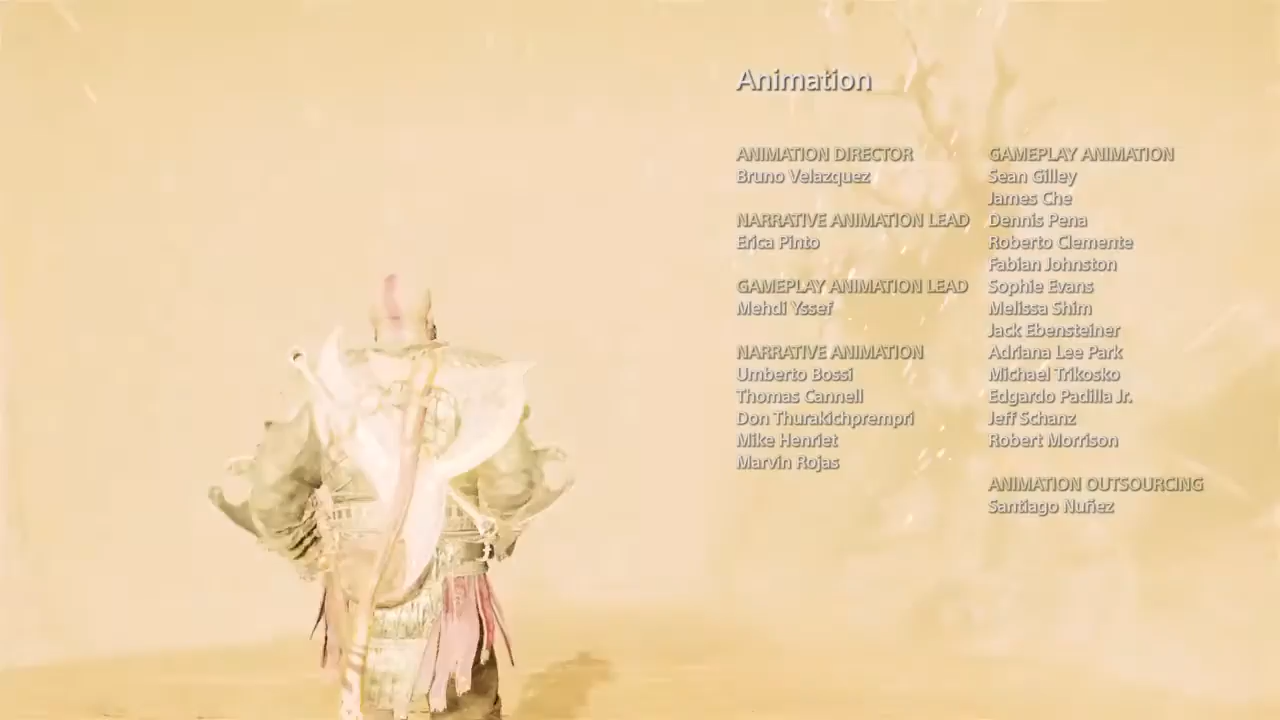 Animation
ANIMATION DIRECTOR
Bruno Velazquez
NARRATIVE ANIMATION LEAD
Erica Pinto
GAMEPLAY ANIMATION LEAD
Mehdi Yssef
NARRATIVE ANIMATION
Umberto Bossi
Thomas Cannell
Don Thurakichprempri
Mike Henriet
Marvin Rojas
GAMEPLAY ANIMATION
Sean Gilley
James Che
Dennis Pena
Roberto Clemente
Fabian Johnston
Sophie Evans
Melissa Shim
Jack Ebensteiner
Adriana Lee Park
Michael Trikosko
Edgardo Padilla Jr.
Jeff Schanz
Robert Morrison
ANIMATION OUTSOURCING
Santiago Nuñez